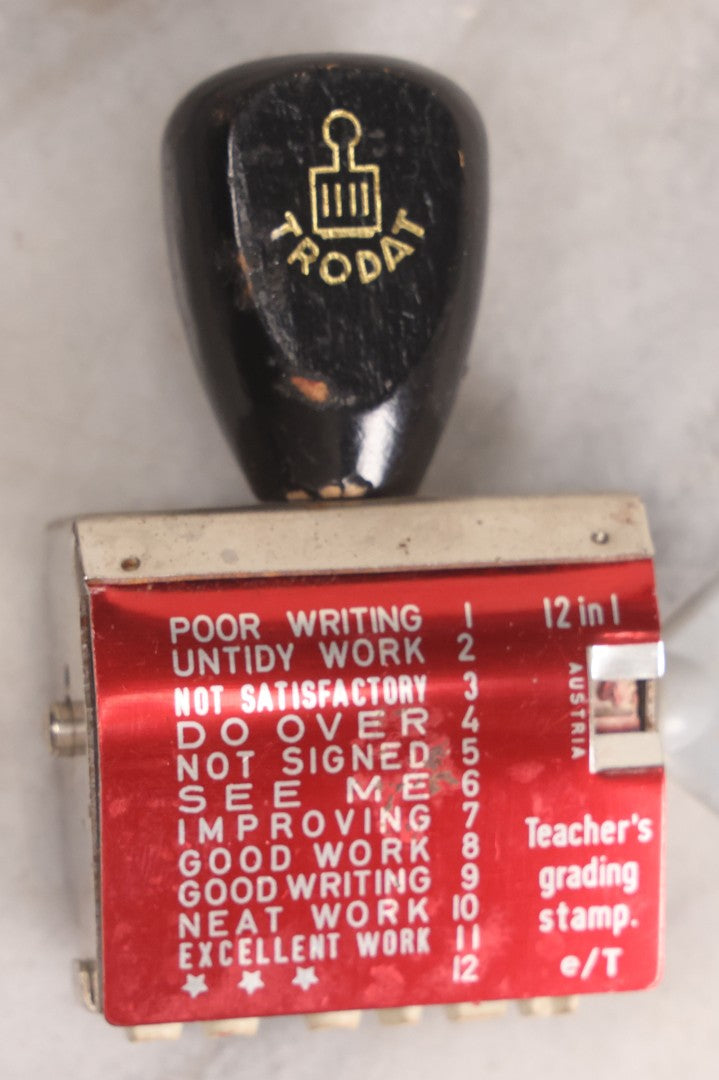 TRODAT
POOR WRITING 1
UNTIDY WORK 2
NOT SATISFACTORY 3
DO OVER 4
NOT SIGNED 5
SEE ME 6
IMPROVING 7
GOOD WORK 8
GOOD WRITING 9
NEAT WORK 10
EXCELLENT WORK 11
★ ★ ★ 12
12 in 1
AUSTRIA
Teacher's
grading
stamp.
e/T